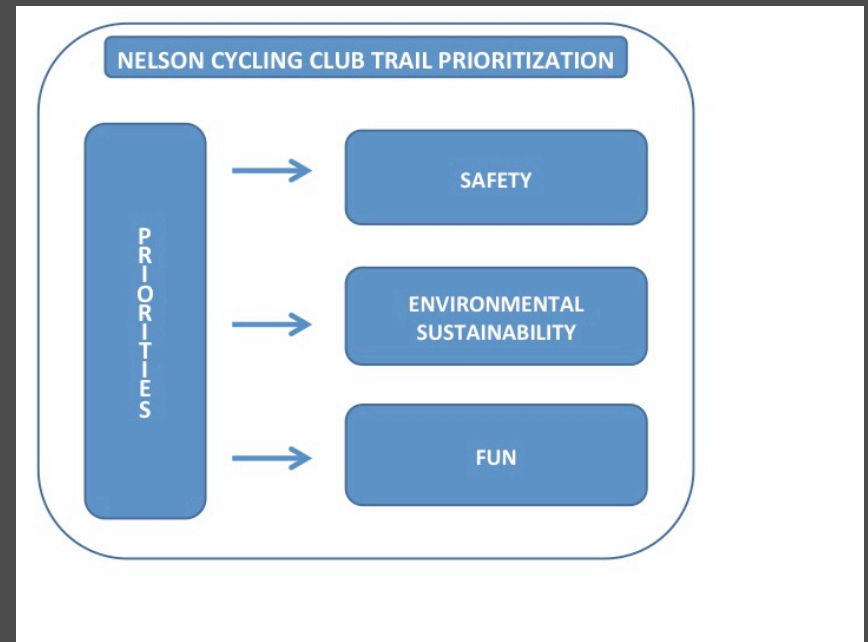 NELSON CYCLING CLUB TRAIL PRIORITIZATION
PRIORITIES
SAFETY
ENVIRONMENTAL
SUSTAINABILITY
FUN